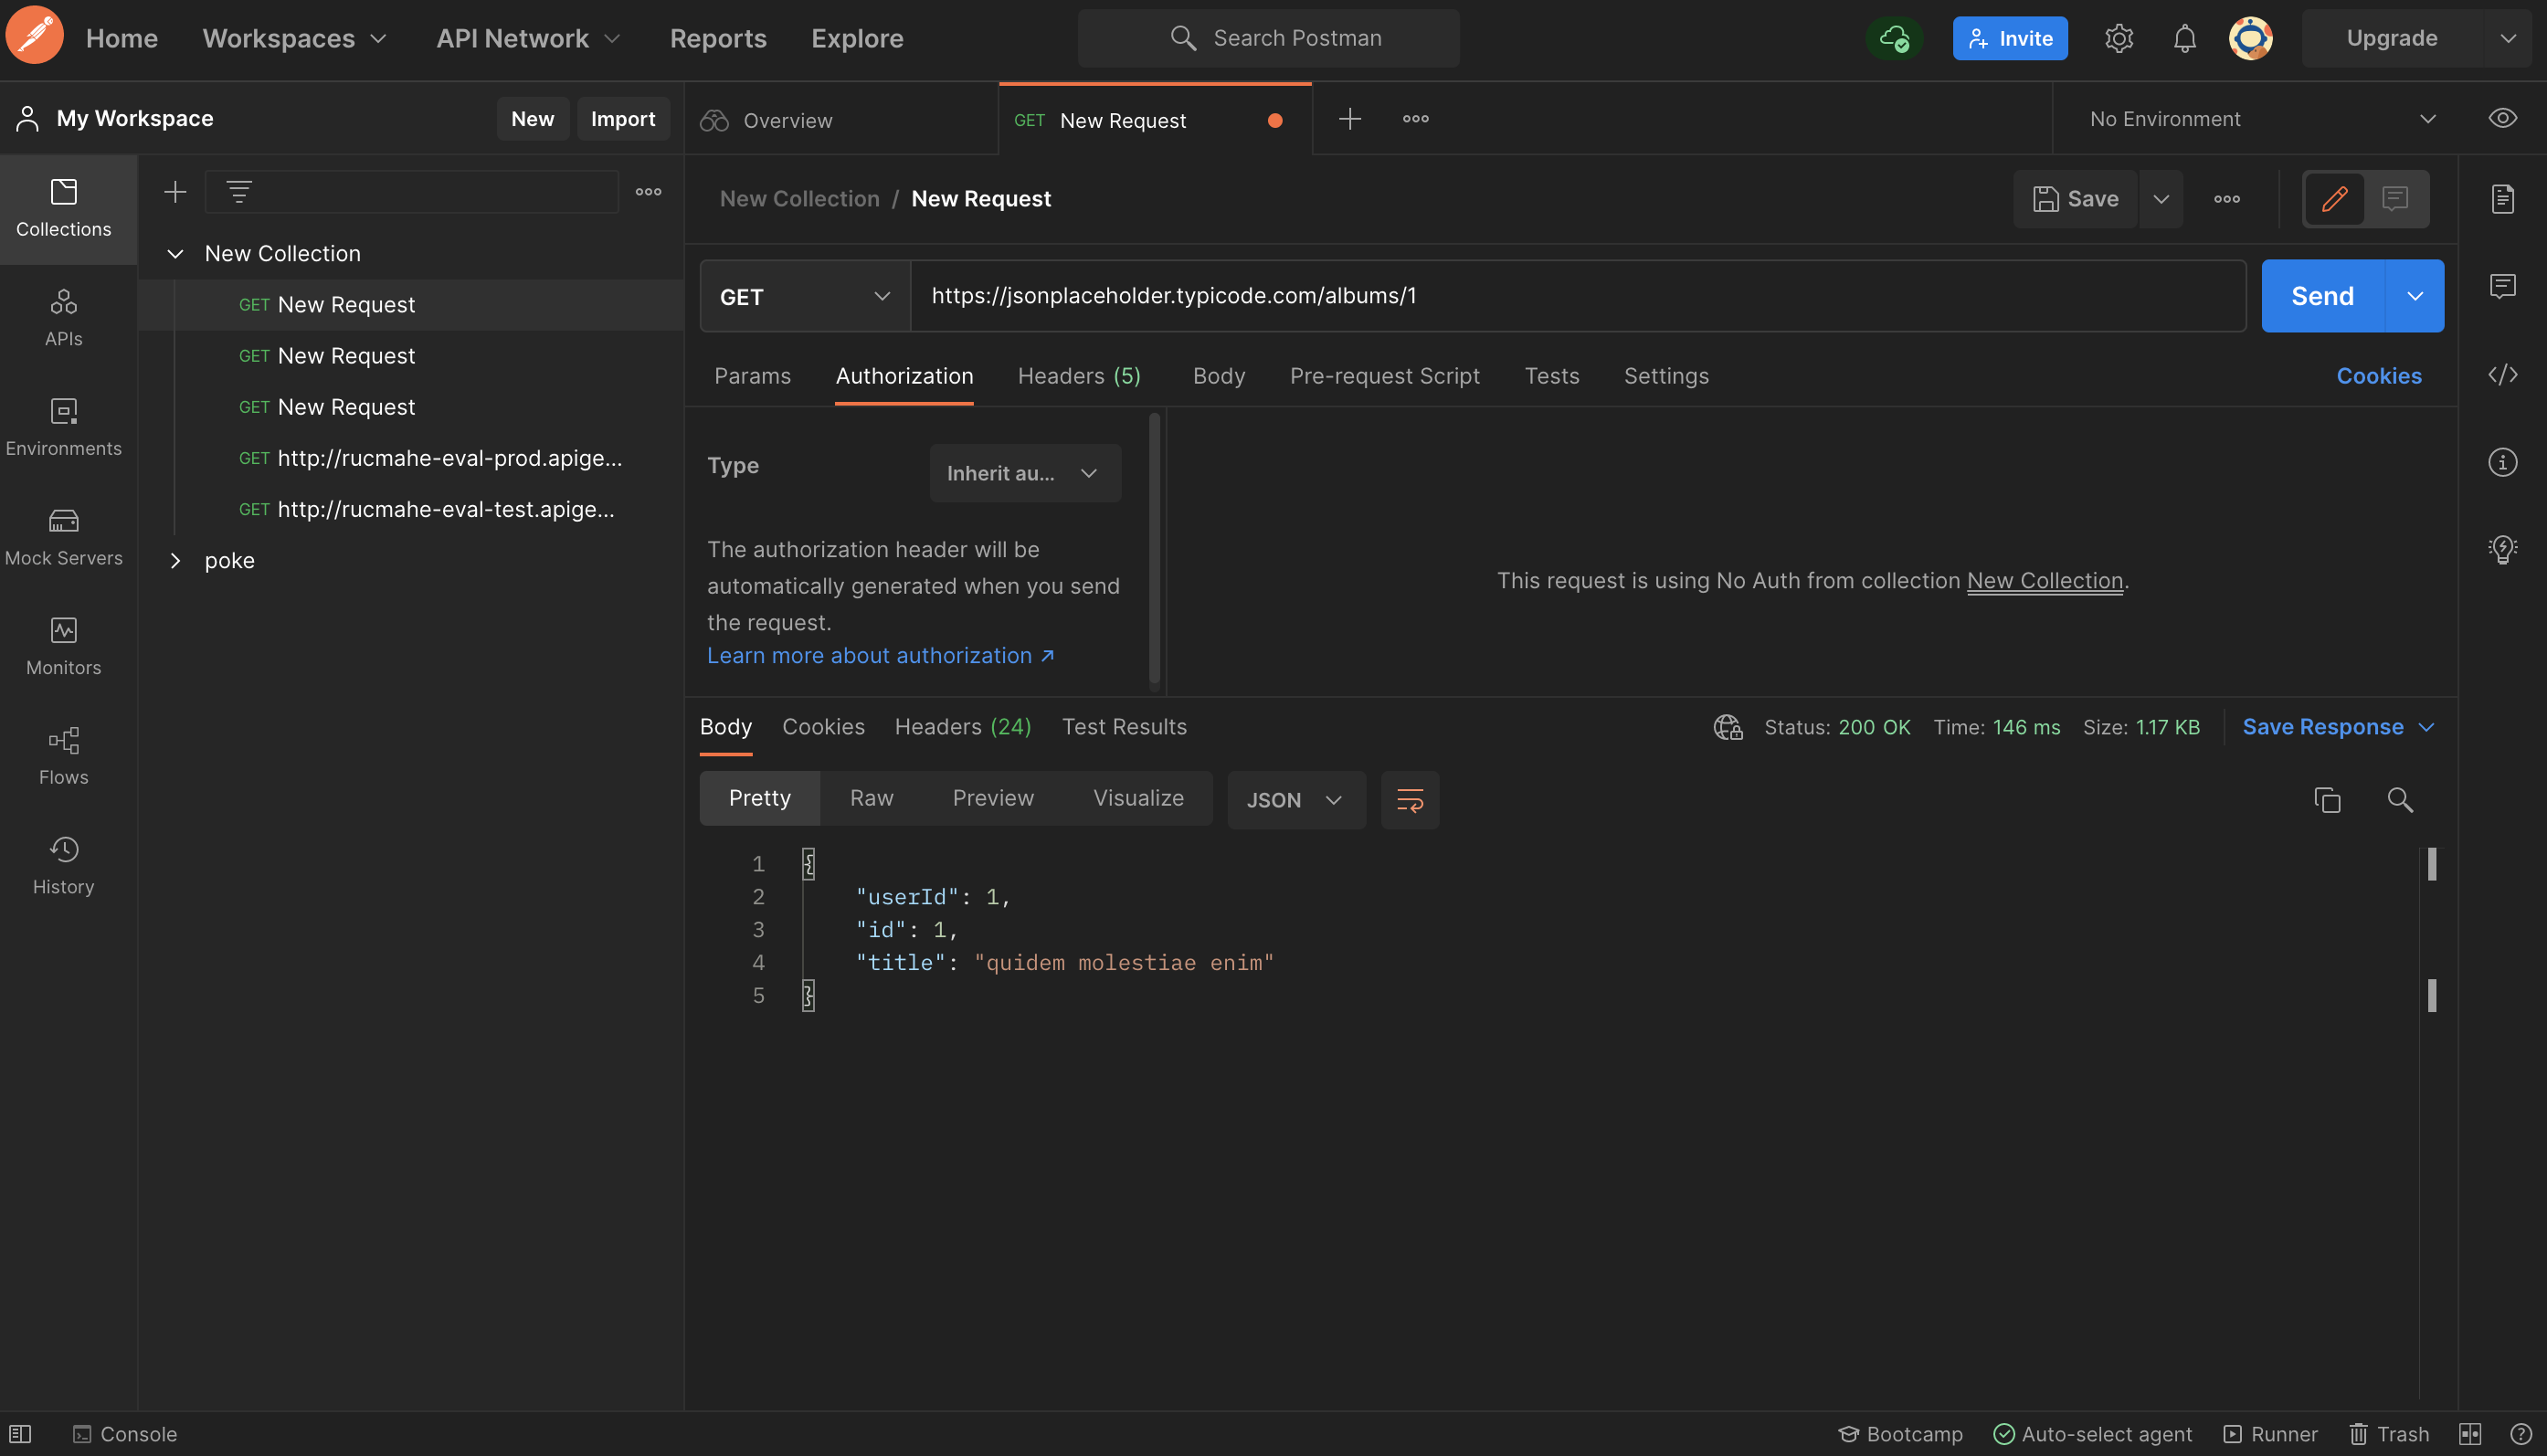 Home Workspaces API Network Reports Explore Search Postman Invite Upgrade
My Workspace New Import
Overview GET New Request No Environment
Collections
APIs
Environments
Mock Servers
Monitors
Flows
History
New Collection
GET New Request
GET New Request
GET New Request
GET http://rucmahe-eval-prod.apige...
GET http://rucmahe-eval-test.apige...
poke
New Collection / New Request Save
GET https://jsonplaceholder.typicode.com/albums/1 Send
Params Authorization Headers (5) Body Pre-request Script Tests Settings Cookies
Type Inherit au...
The authorization header will be
automatically generated when you send
the request.
Learn more about authorization ↗
This request is using No Auth from collection New Collection.
Body Cookies Headers (24) Test Results Status: 200 OK Time: 146 ms Size: 1.17 KB Save Response
Pretty Raw Preview Visualize JSON
1 {
2 "userId": 1,
3 "id": 1,
4 "title": "quidem molestiae enim"
5 }
Console Bootcamp Auto-select agent Runner Trash